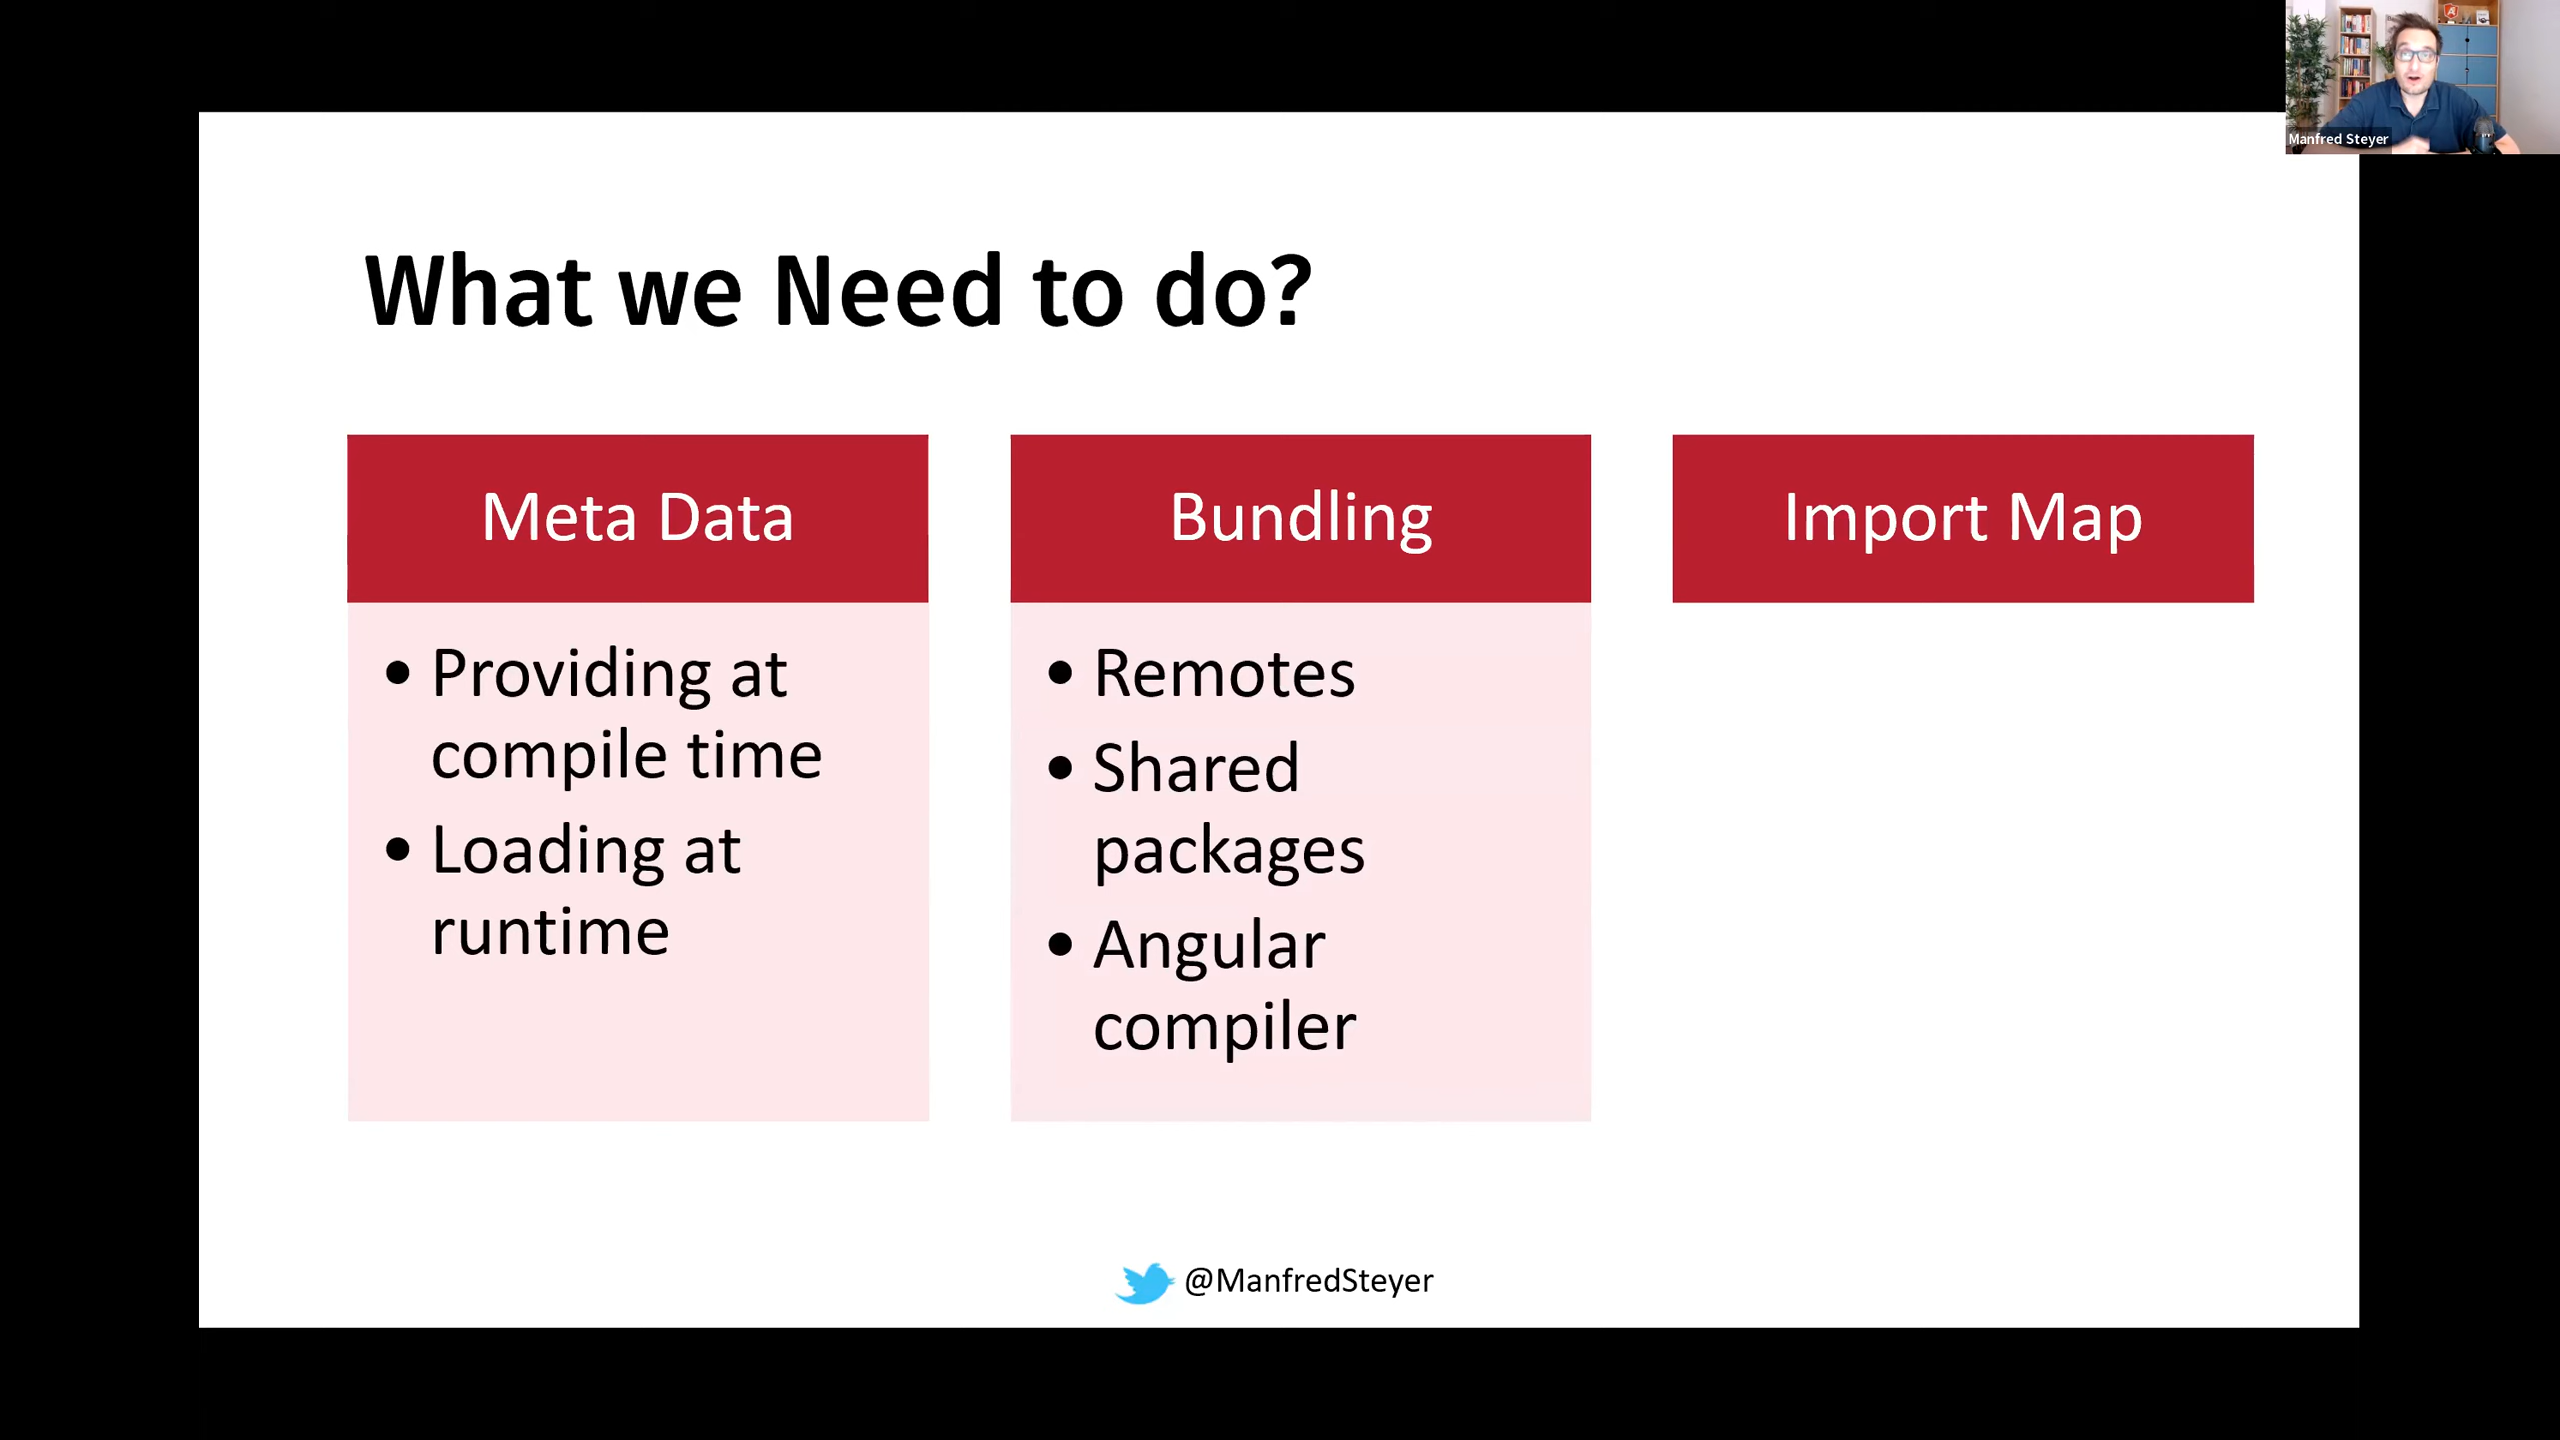 Manfred Steyer
What we Need to do?
Meta Data
• Providing at
compile time
• Loading at
runtime
Bundling
• Remotes
• Shared
packages
• Angular
compiler
Import Map
@ManfredSteyer